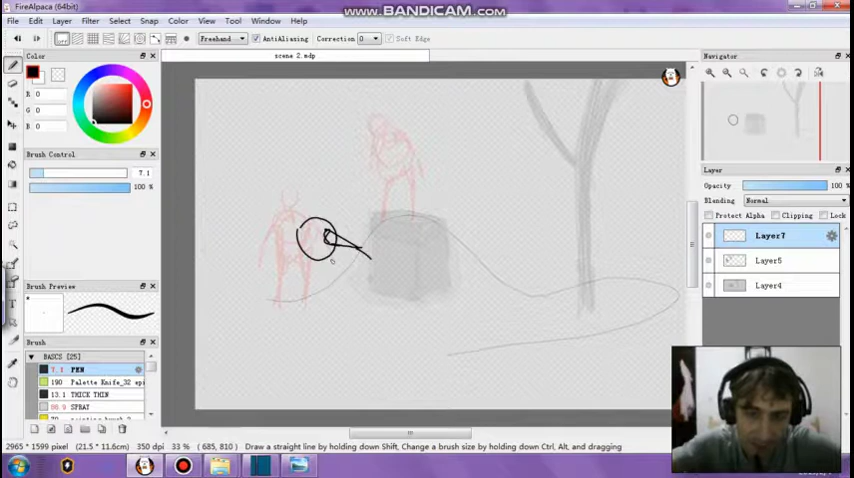 FireAlpaca (64bit)
www.BANDICAM.com
File Edit Layer Filter Select Snap Color View Tool Window Help
Freehand AntiAliasing Correction 0 Soft Edge
Color
scene 2.mdp
Navigator
R 0
G 0
B 0
Brush Control
7.1
100 %
Layer
Opacity 100 %
Blending Normal
Protect Alpha Clipping Lock
Layer7
Layer5
Layer4
Brush Preview
Brush
BASICS [25]
7.1 PEN
190 Palette Knife_32 spi
13.1 THICK THIN
SPRAY
2965 * 1599 pixel (21.5 * 11.6cm) 350 dpi 33 % (685, 810) Draw a straight line by holding down Shift, Change a brush size by holding down Ctrl, Alt, and dragging